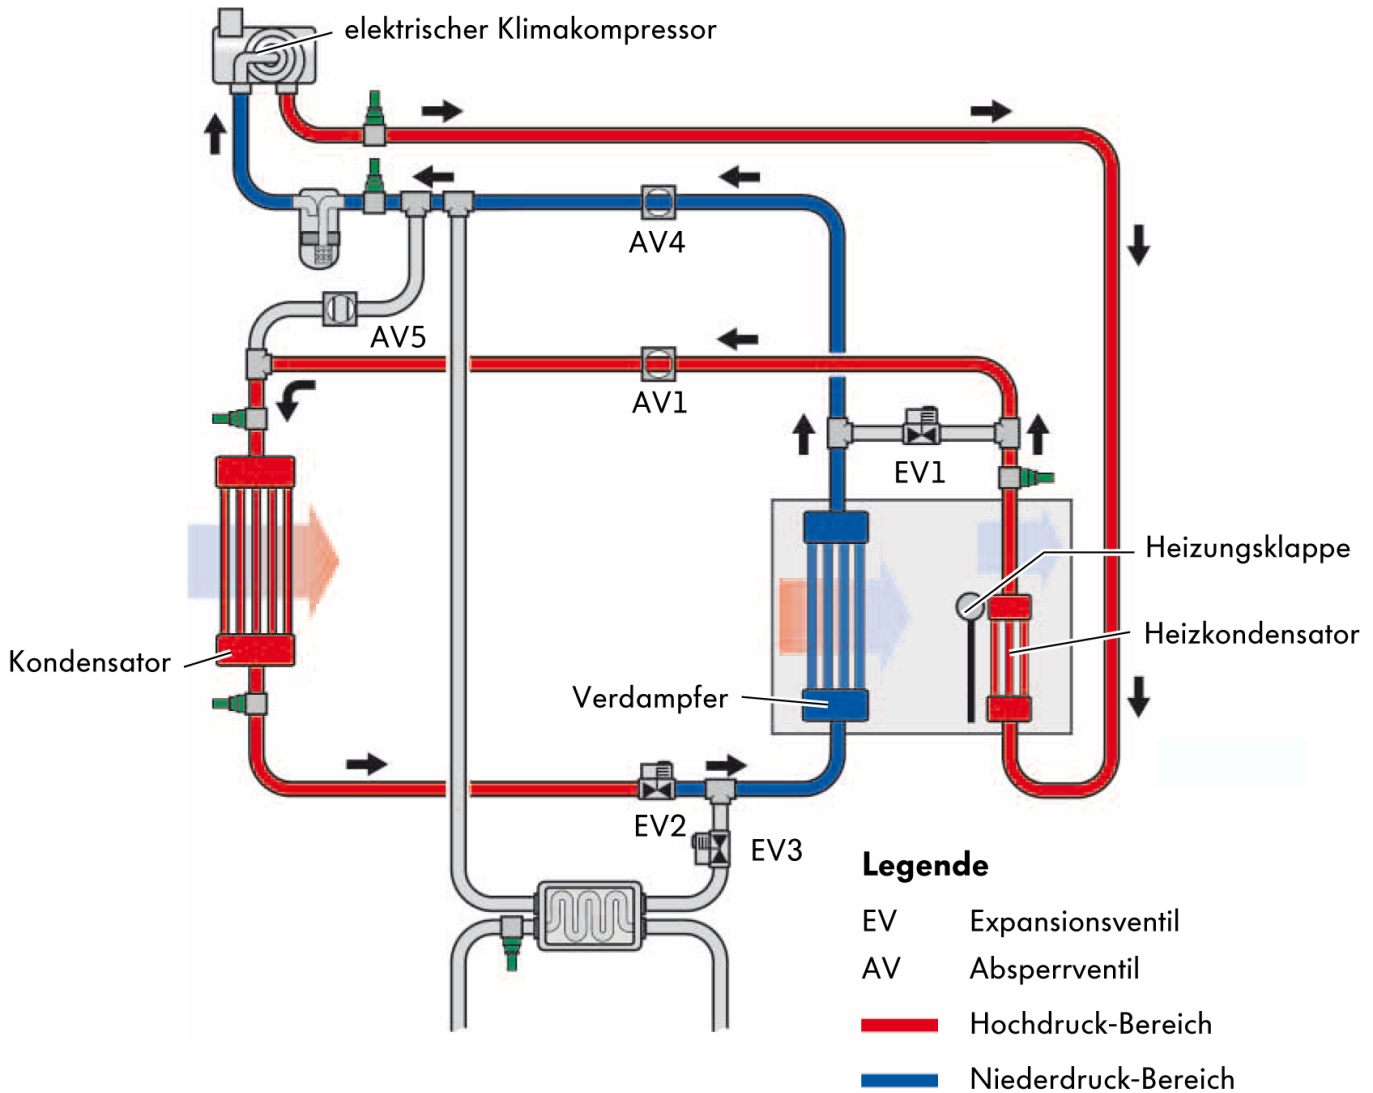 elektrischer Klimakompressor
AV4
AV5
AV1
EV1
Heizungsklappe
Heizkondensator
Kondensator
Verdampfer
EV2
EV3
Legende
EV Expansionsventil
AV Absperrventil
Hochdruck-Bereich
Niederdruck-Bereich